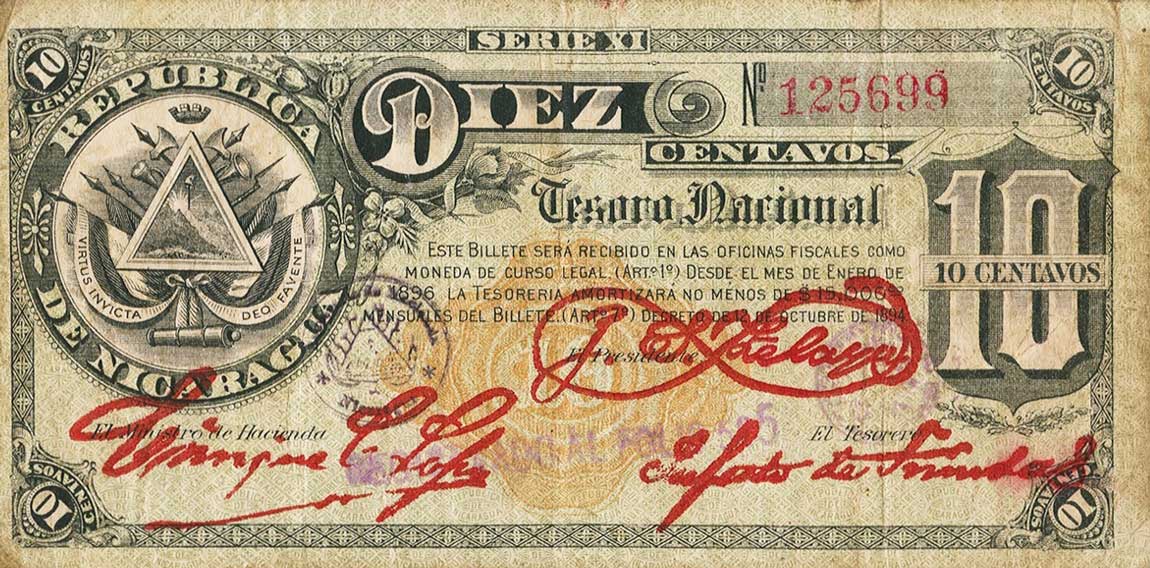 SERIE XI
10 CENTAVOS
10 CENTAVOS
REPÚBLICA DE NICARAGUA
VIRIUS INVICTA
DEO FAVENTE
DIEZ
Nº 125699
CENTAVOS.
Tesoro Nacional
ESTE BILLETE SERÁ RECIBIDO EN LAS OFICINAS FISCALES COMO
MONEDA DE CURSO LEGAL (ARTº 1º) DESDE EL MES DE ENERO DE
1896 LA TESORERIA AMORTIZARÁ NO MENOS DE $15,000
MENSUALES DEL BILLETE.(ARTº 7º) DECRETO DE 12 DE OCTUBRE DE 1894
10
10 CENTAVOS
El Presidente
J. S. Zelaya
El Ministro de Hacienda
El Tesorero
10 CENTAVOS
10 CENTAVOS